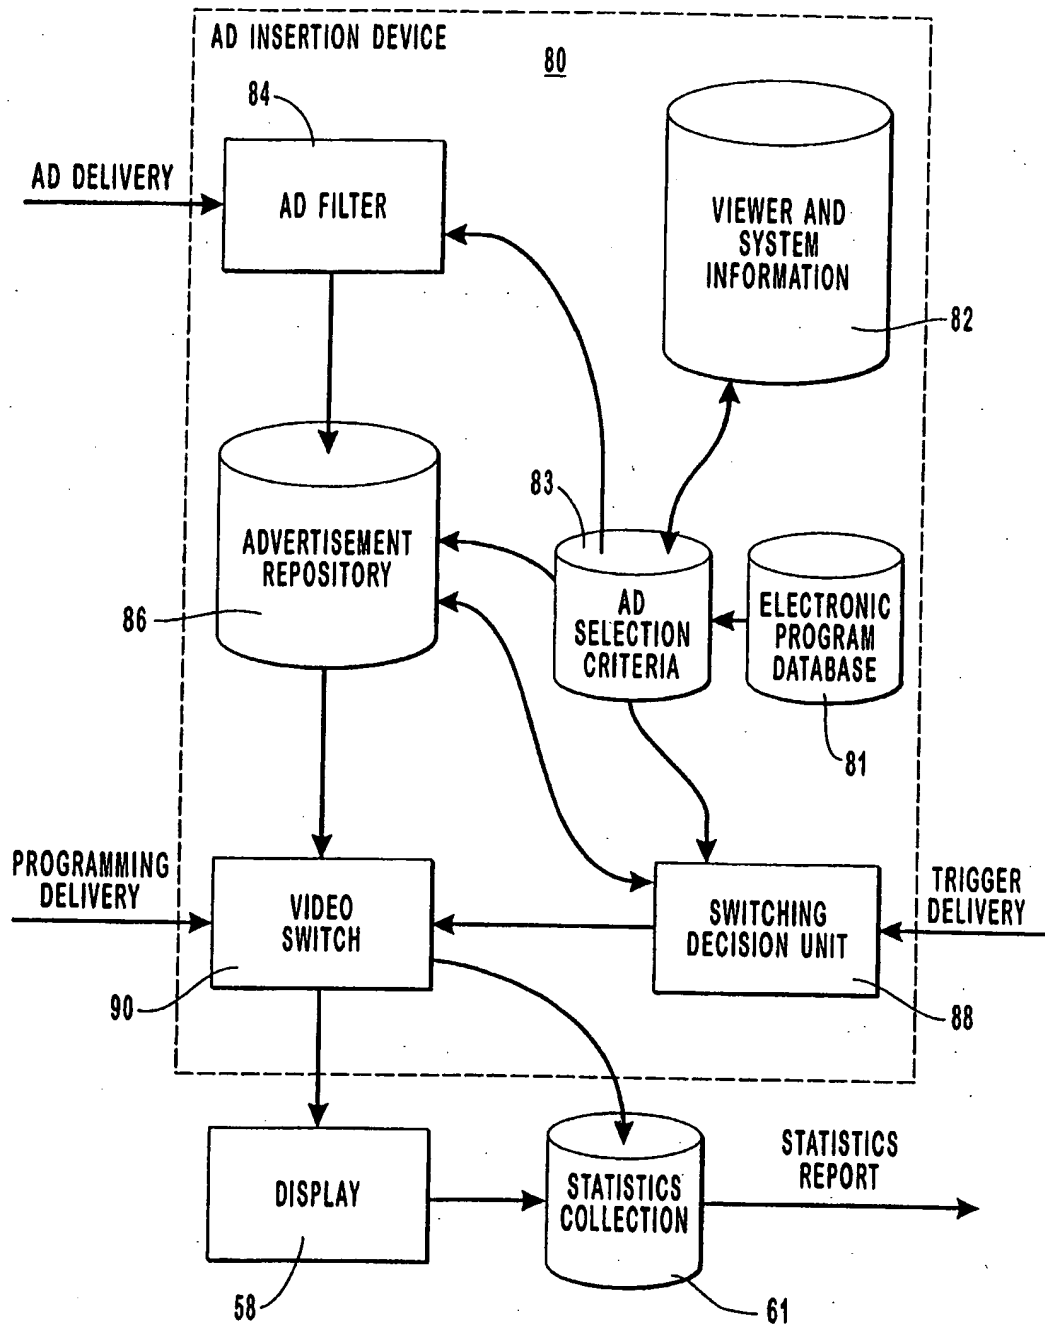 AD INSERTION DEVICE
80
84
AD DELIVERY
AD FILTER
VIEWER AND
SYSTEM
INFORMATION
82
83
ADVERTISEMENT
REPOSITORY
86
AD
SELECTION
CRITERIA
ELECTRONIC
PROGRAM
DATABASE
81
PROGRAMMING
DELIVERY
VIDEO
SWITCH
90
SWITCHING
DECISION UNIT
88
TRIGGER
DELIVERY
DISPLAY
58
STATISTICS
COLLECTION
61
STATISTICS
REPORT